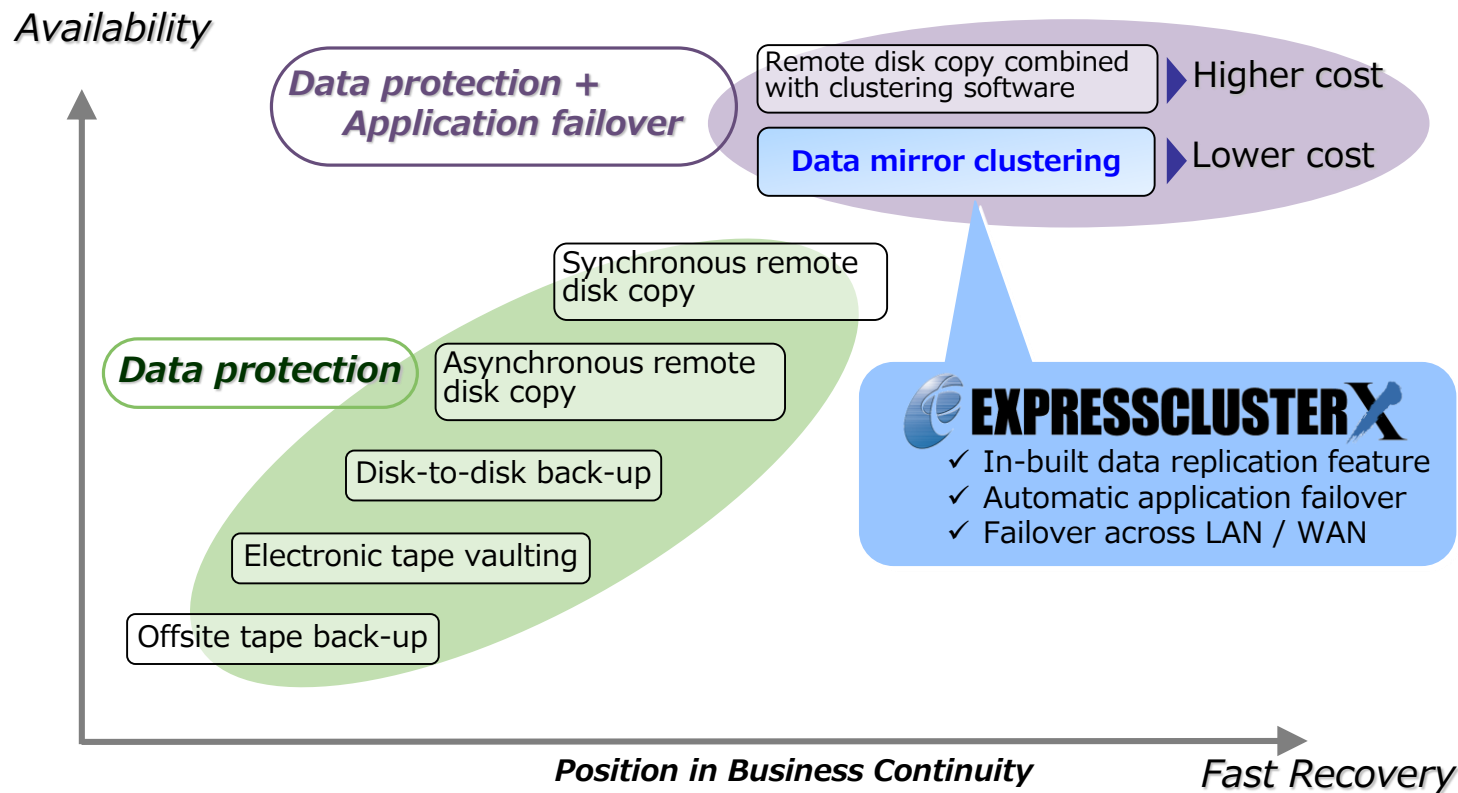 Availability
Data protection +
Application failover
Remote disk copy combined
with clustering software
Higher cost
Data mirror clustering
Lower cost
Synchronous remote
disk copy
Data protection
Asynchronous remote
disk copy
EXPRESSCLUSTER X
✓ In-built data replication feature
✓ Automatic application failover
✓ Failover across LAN / WAN
Disk-to-disk back-up
Electronic tape vaulting
Offsite tape back-up
Position in Business Continuity
Fast Recovery